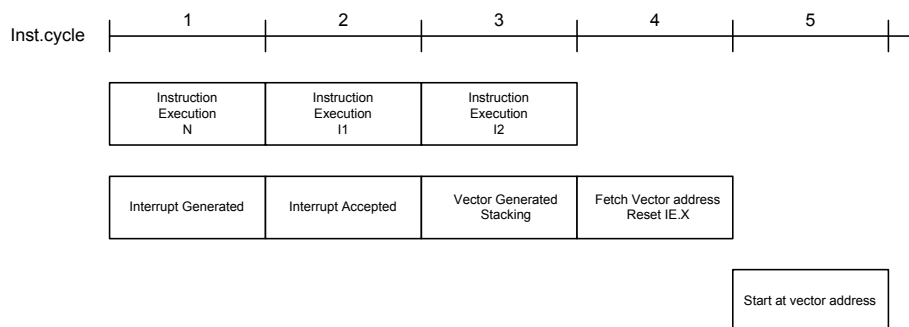 1 2 3 4 5
Inst.cycle
Instruction
Execution
N
Instruction
Execution
I1
Instruction
Execution
I2
Interrupt Generated
Interrupt Accepted
Vector Generated
Stacking
Fetch Vector address
Reset IE.X
Start at vector address